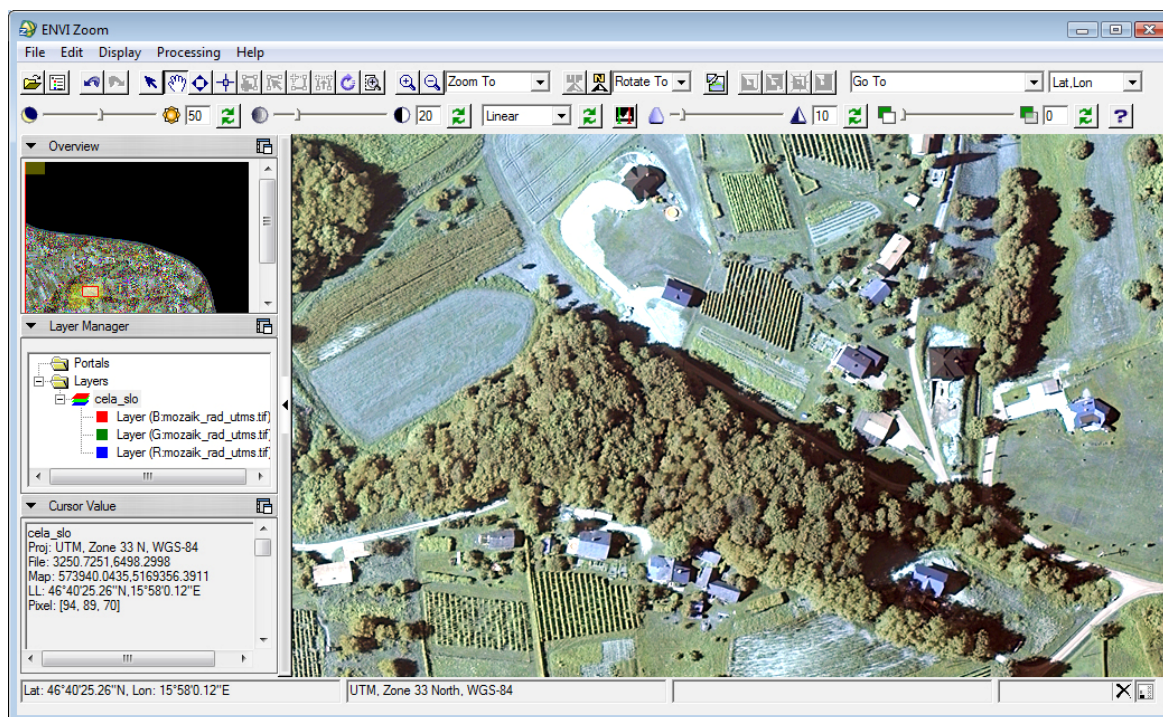 ENVI Zoom
File Edit Display Processing Help
Zoom To Rotate To Go To Lat,Lon
50 20 Linear 10 0 ?
Overview
Layer Manager
Portals
Layers
cela_slo
Layer (B:mozaik_rad_utms.tif)
Layer (G:mozaik_rad_utms.tif)
Layer (R:mozaik_rad_utms.tif)
Cursor Value
cela_slo
Proj: UTM, Zone 33 N, WGS-84
File: 3250.7251,6498.2998
Map: 573940.0435,5169356.3911
LL: 46°40'25.26"N,15°58'0.12"E
Pixel: [94, 89, 70]
Lat: 46°40'25.26"N, Lon: 15°58'0.12"E UTM, Zone 33 North, WGS-84